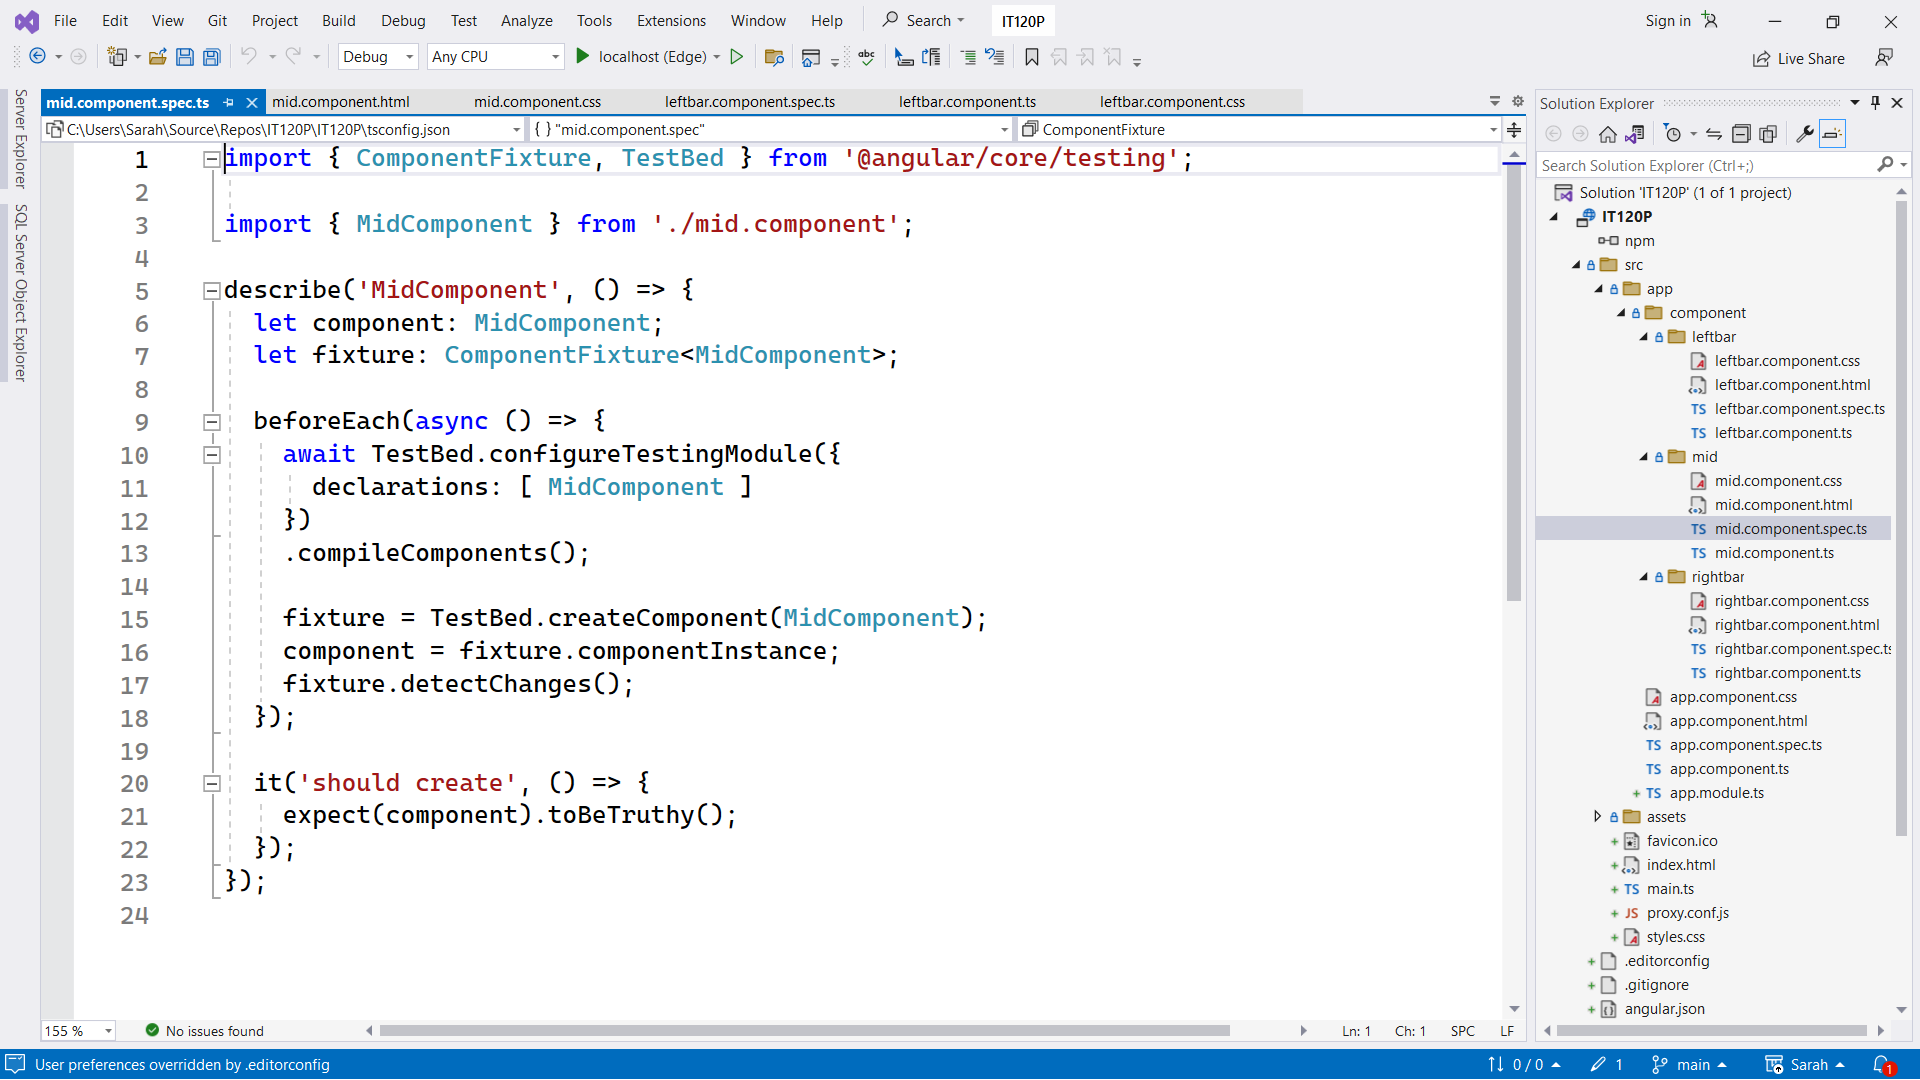 File Edit View Git Project Build Debug Test Analyze Tools Extensions Window Help Search IT120P Sign in
Debug Any CPU localhost (Edge) Live Share
mid.component.spec.ts mid.component.html mid.component.css leftbar.component.spec.ts leftbar.component.ts leftbar.component.css
C:\Users\Sarah\Source\Repos\IT120P\IT120P\tsconfig.json { } "mid.component.spec" ComponentFixture
Server Explorer
SQL Server Object Explorer
1 import { ComponentFixture, TestBed } from '@angular/core/testing';
2
3 import { MidComponent } from './mid.component';
4
5 describe('MidComponent', () => {
6 let component: MidComponent;
7 let fixture: ComponentFixture<MidComponent>;
8
9 beforeEach(async () => {
10 await TestBed.configureTestingModule({
11 declarations: [ MidComponent ]
12 })
13 .compileComponents();
14
15 fixture = TestBed.createComponent(MidComponent);
16 component = fixture.componentInstance;
17 fixture.detectChanges();
18 });
19
20 it('should create', () => {
21 expect(component).toBeTruthy();
22 });
23 });
24
155 % No issues found Ln: 1 Ch: 1 SPC LF
Solution Explorer
Search Solution Explorer (Ctrl+;)
Solution 'IT120P' (1 of 1 project)
IT120P
npm
src
app
component
leftbar
leftbar.component.css
leftbar.component.html
TS leftbar.component.spec.ts
TS leftbar.component.ts
mid
mid.component.css
mid.component.html
TS mid.component.spec.ts
TS mid.component.ts
rightbar
rightbar.component.css
rightbar.component.html
TS rightbar.component.spec.ts
TS rightbar.component.ts
app.component.css
app.component.html
TS app.component.spec.ts
TS app.component.ts
TS app.module.ts
assets
favicon.ico
index.html
TS main.ts
JS proxy.conf.js
styles.css
.editorconfig
.gitignore
angular.json
User preferences overridden by .editorconfig 0 / 0 1 main Sarah 1